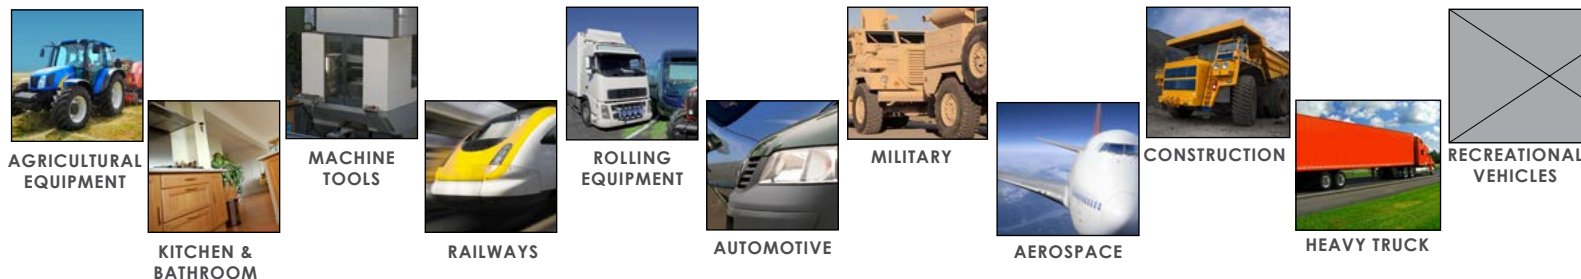 AGRICULTURAL
EQUIPMENT
KITCHEN &
BATHROOM
MACHINE
TOOLS
RAILWAYS
ROLLING
EQUIPMENT
AUTOMOTIVE
MILITARY
AEROSPACE
CONSTRUCTION
HEAVY TRUCK
RECREATIONAL
VEHICLES